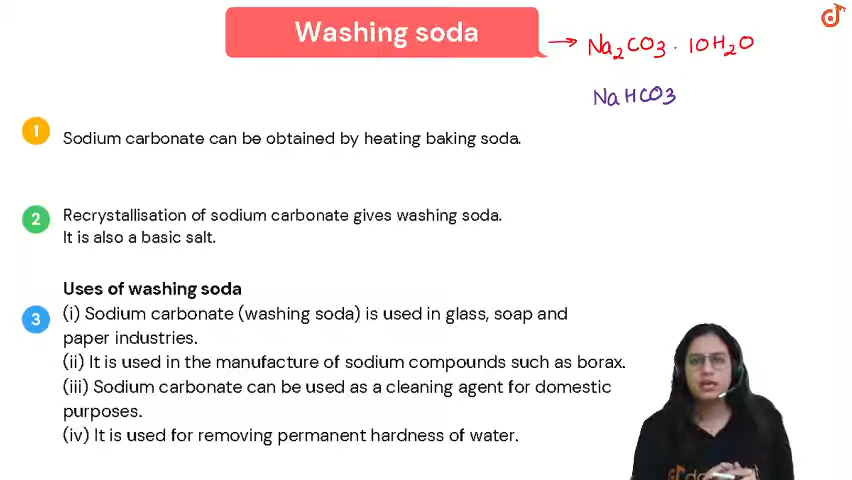 Washing soda
→ Na₂CO₃ · 10H₂O
NaHCO₃
1
Sodium carbonate can be obtained by heating baking soda.
2
Recrystallisation of sodium carbonate gives washing soda.
It is also a basic salt.
Uses of washing soda
3
(i) Sodium carbonate (washing soda) is used in glass, soap and
paper industries.
(ii) It is used in the manufacture of sodium compounds such as borax.
(iii) Sodium carbonate can be used as a cleaning agent for domestic
purposes.
(iv) It is used for removing permanent hardness of water.